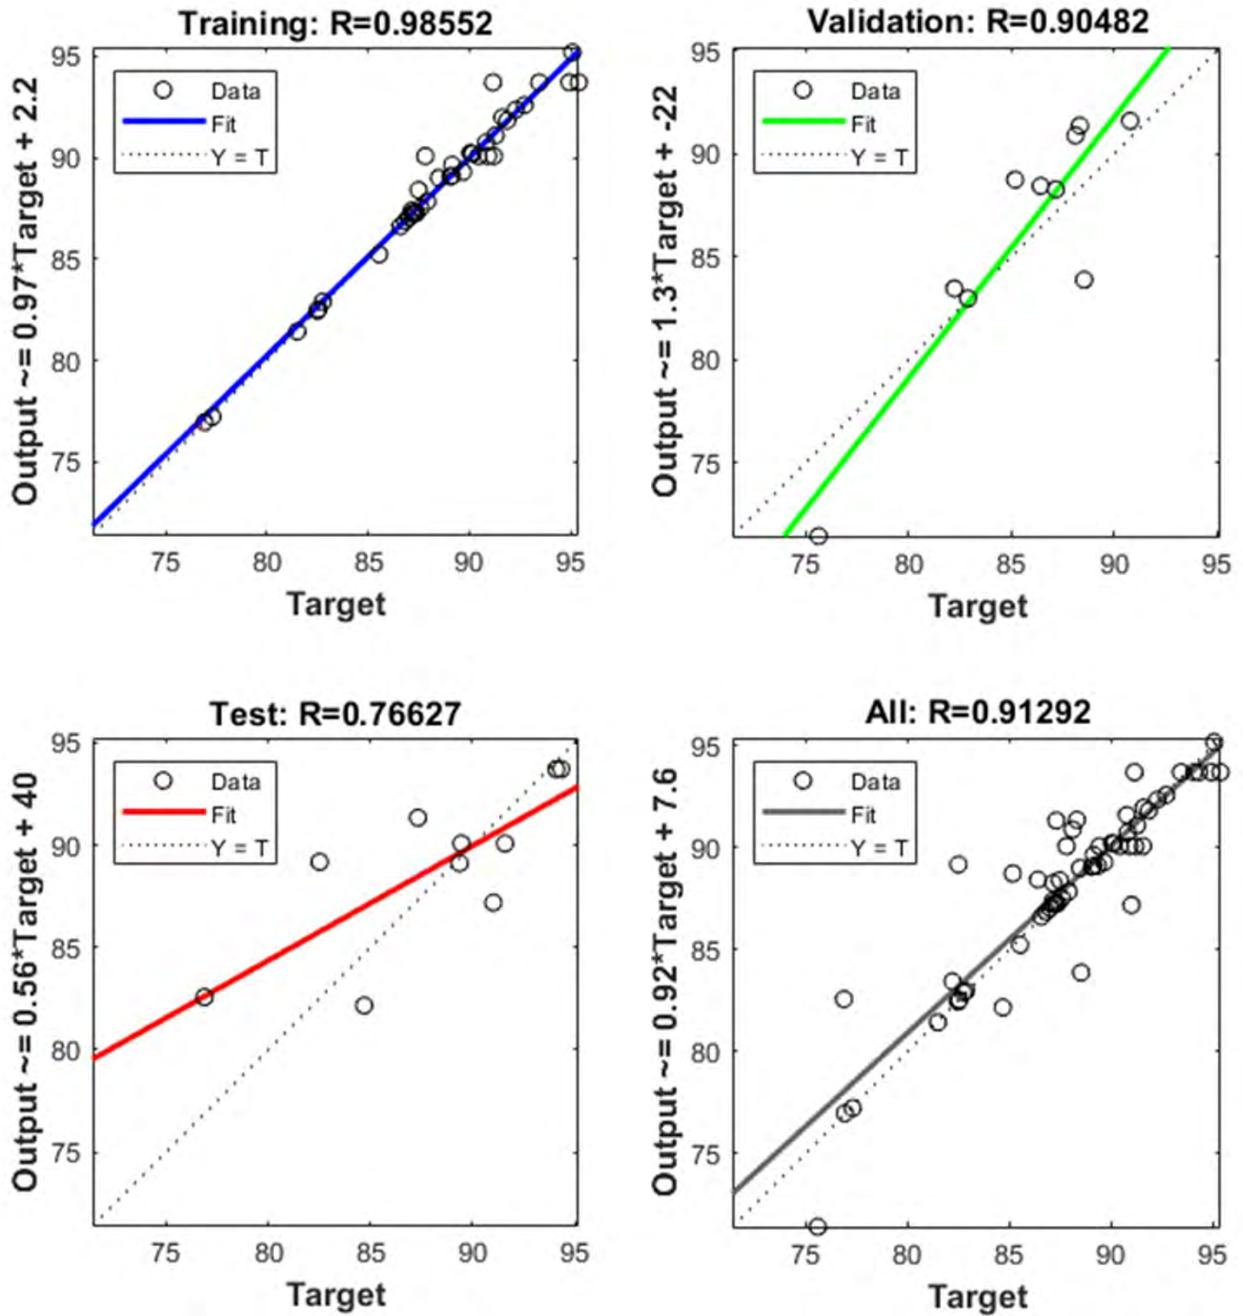 Training: R=0.98552
Output ~= 0.97*Target + 2.2
95
90
85
80
75
Data
Fit
Y = T
75 80 85 90 95
Target
Validation: R=0.90482
Output ~= 1.3*Target + -22
95
90
85
80
75
Data
Fit
Y = T
75 80 85 90 95
Target
Test: R=0.76627
Output ~= 0.56*Target + 40
95
90
85
80
75
Data
Fit
Y = T
75 80 85 90 95
Target
All: R=0.91292
Output ~= 0.92*Target + 7.6
95
90
85
80
75
Data
Fit
Y = T
75 80 85 90 95
Target